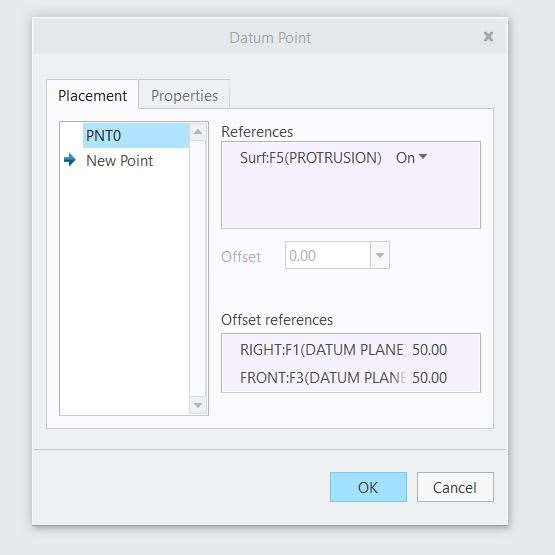 Datum Point
Placement
Properties
PNT0
New Point
References
Surf:F5(PROTRUSION) On
Offset 0.00
Offset references
RIGHT:F1(DATUM PLANE 50.00
FRONT:F3(DATUM PLANE 50.00
OK
Cancel